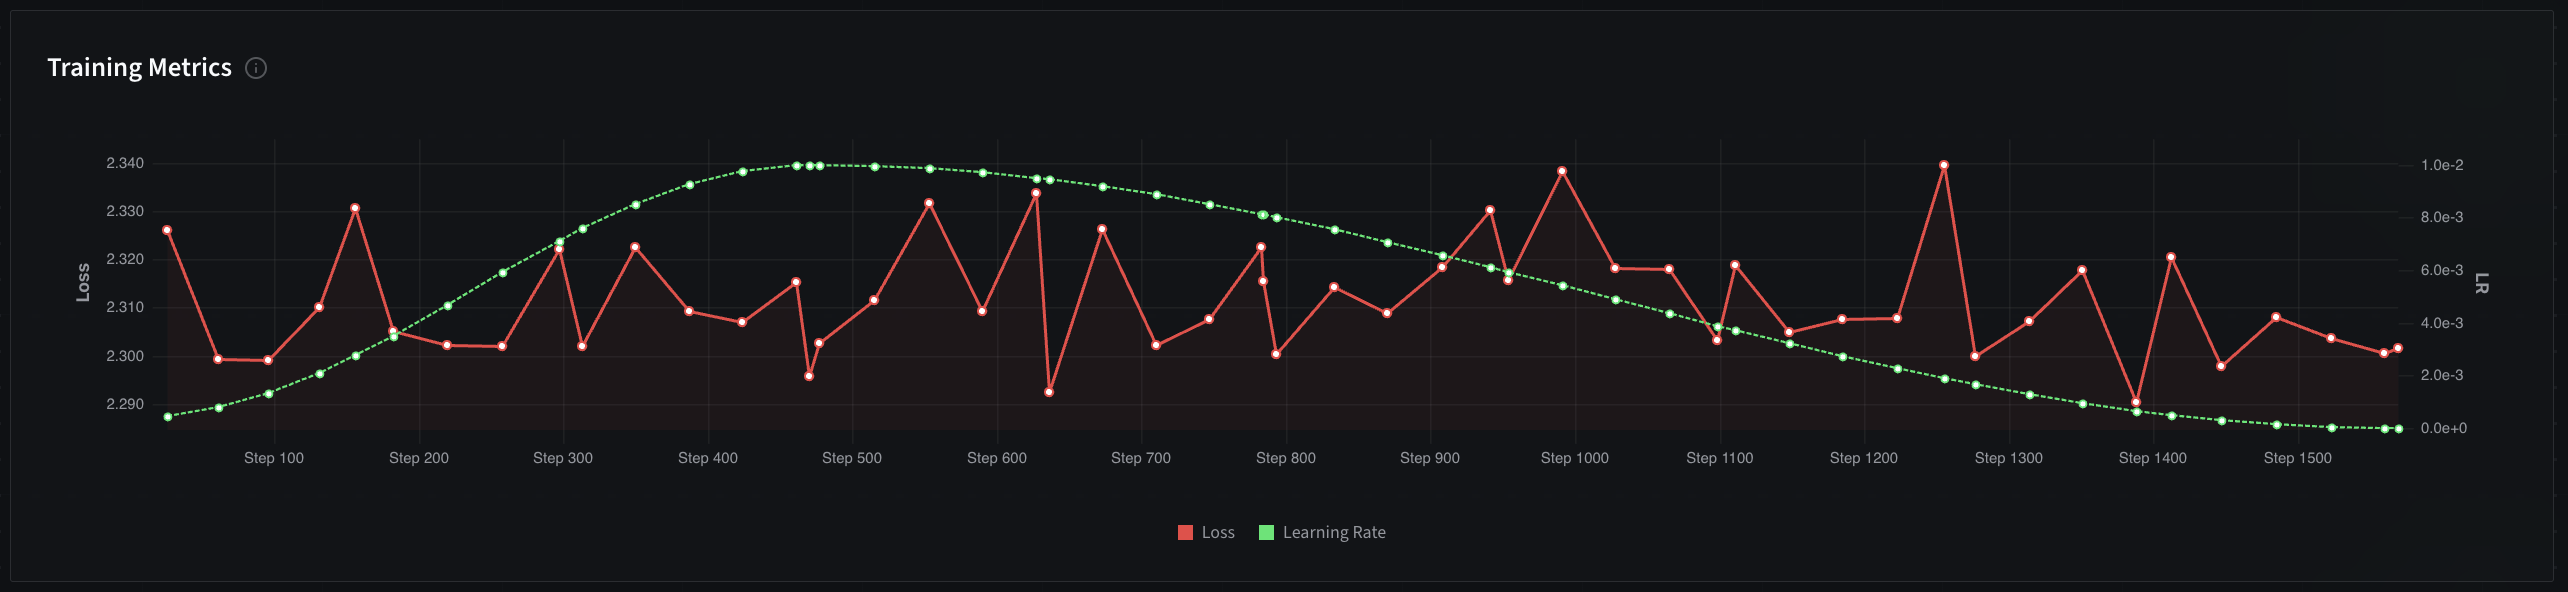 Training Metrics
2.340
2.330
2.320
2.310
2.300
2.290
Loss
1.0e-2
8.0e-3
6.0e-3
4.0e-3
2.0e-3
0.0e+0
LR
Step 100 Step 200 Step 300 Step 400 Step 500 Step 600 Step 700 Step 800 Step 900 Step 1000 Step 1100 Step 1200 Step 1300 Step 1400 Step 1500
Loss Learning Rate